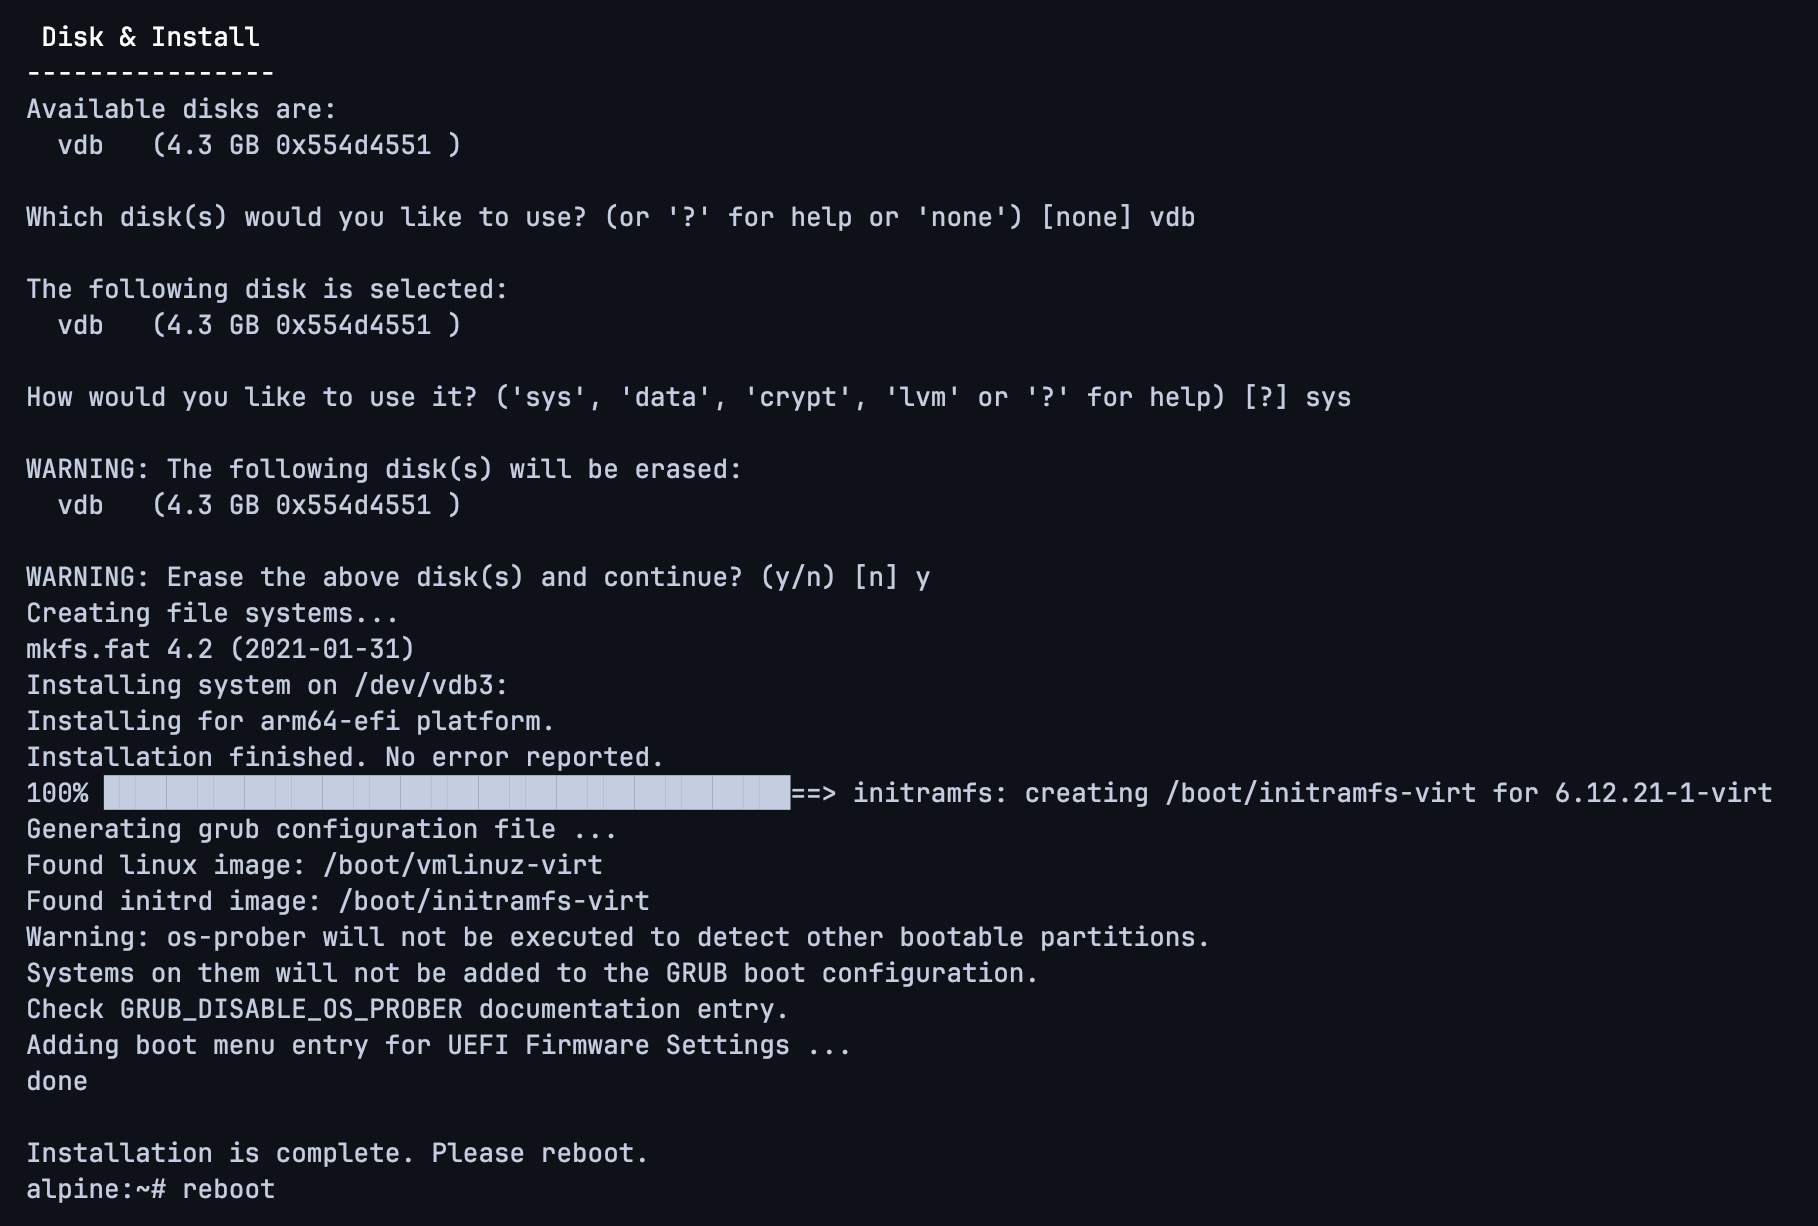 Disk & Install
----------------
Available disks are:
  vdb   (4.3 GB 0x554d4551 )

Which disk(s) would you like to use? (or '?' for help or 'none') [none] vdb

The following disk is selected:
  vdb   (4.3 GB 0x554d4551 )

How would you like to use it? ('sys', 'data', 'crypt', 'lvm' or '?' for help) [?] sys

WARNING: The following disk(s) will be erased:
  vdb   (4.3 GB 0x554d4551 )

WARNING: Erase the above disk(s) and continue? (y/n) [n] y
Creating file systems...
mkfs.fat 4.2 (2021-01-31)
Installing system on /dev/vdb3:
Installing for arm64-efi platform.
Installation finished. No error reported.
100% ████████████████████████████████████████████==> initramfs: creating /boot/initramfs-virt for 6.12.21-1-virt
Generating grub configuration file ...
Found linux image: /boot/vmlinuz-virt
Found initrd image: /boot/initramfs-virt
Warning: os-prober will not be executed to detect other bootable partitions.
Systems on them will not be added to the GRUB boot configuration.
Check GRUB_DISABLE_OS_PROBER documentation entry.
Adding boot menu entry for UEFI Firmware Settings ...
done

Installation is complete. Please reboot.
alpine:~# reboot